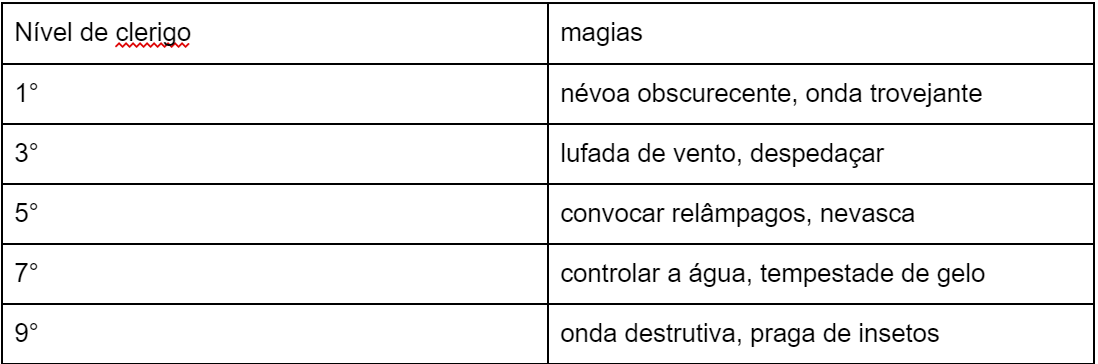 Nível de clerigo magias
1° névoa obscurecente, onda trovejante
3° lufada de vento, despedaçar
5° convocar relâmpagos, nevasca
7° controlar a água, tempestade de gelo
9° onda destrutiva, praga de insetos